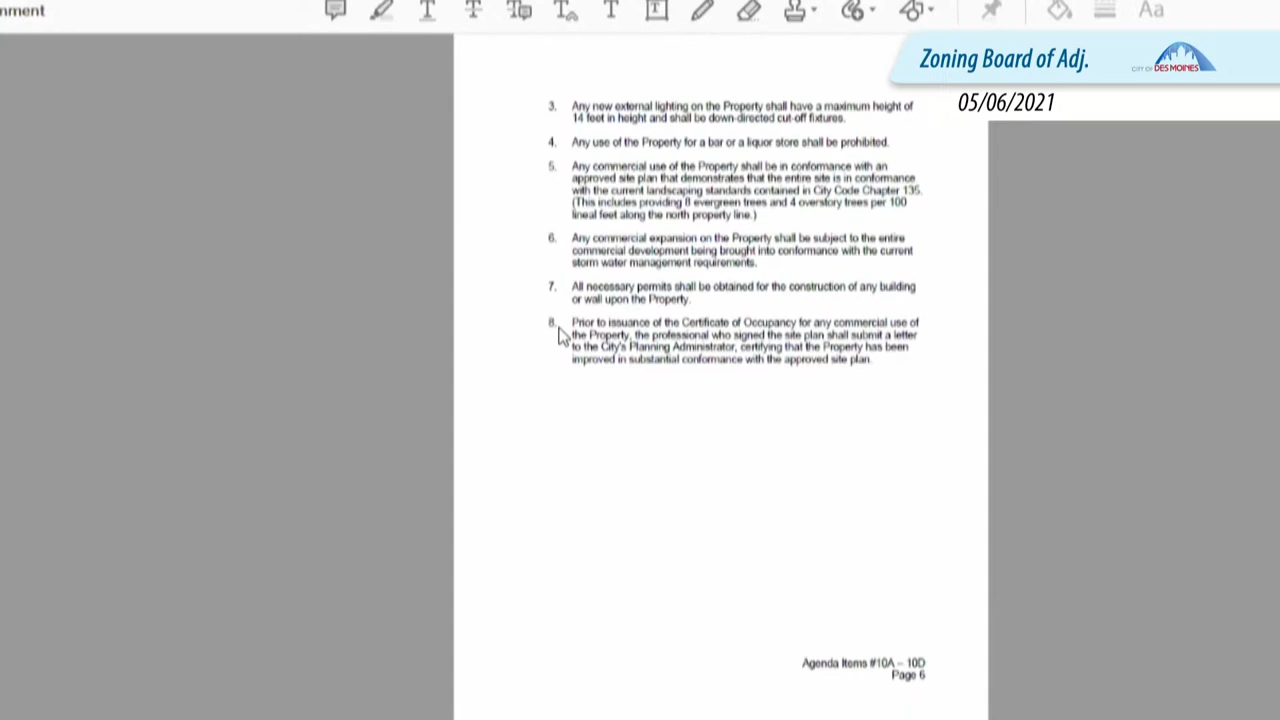 nment
Aa
Zoning Board of Adj.
CITY OF DES MOINES
05/06/2021
3. Any new external lighting on the Property shall have a maximum height of
14 feet in height and shall be down-directed cut-off fixtures.
4. Any use of the Property for a bar or a liquor store shall be prohibited.
5. Any commercial use of the Property shall be in conformance with an
approved site plan that demonstrates that the entire site is in conformance
with the current landscaping standards contained in City Code Chapter 135.
(This includes providing 8 evergreen trees and 4 overstory trees per 100
lineal feet along the north property line.)
6. Any commercial expansion on the Property shall be subject to the entire
commercial development being brought into conformance with the current
storm water management requirements.
7. All necessary permits shall be obtained for the construction of any building
or wall upon the Property.
8. Prior to issuance of the Certificate of Occupancy for any commercial use of
the Property, the professional who signed the site plan shall submit a letter
to the City's Planning Administrator, certifying that the Property has been
improved in substantial conformance with the approved site plan.
Agenda Items #10A – 10D
Page 6